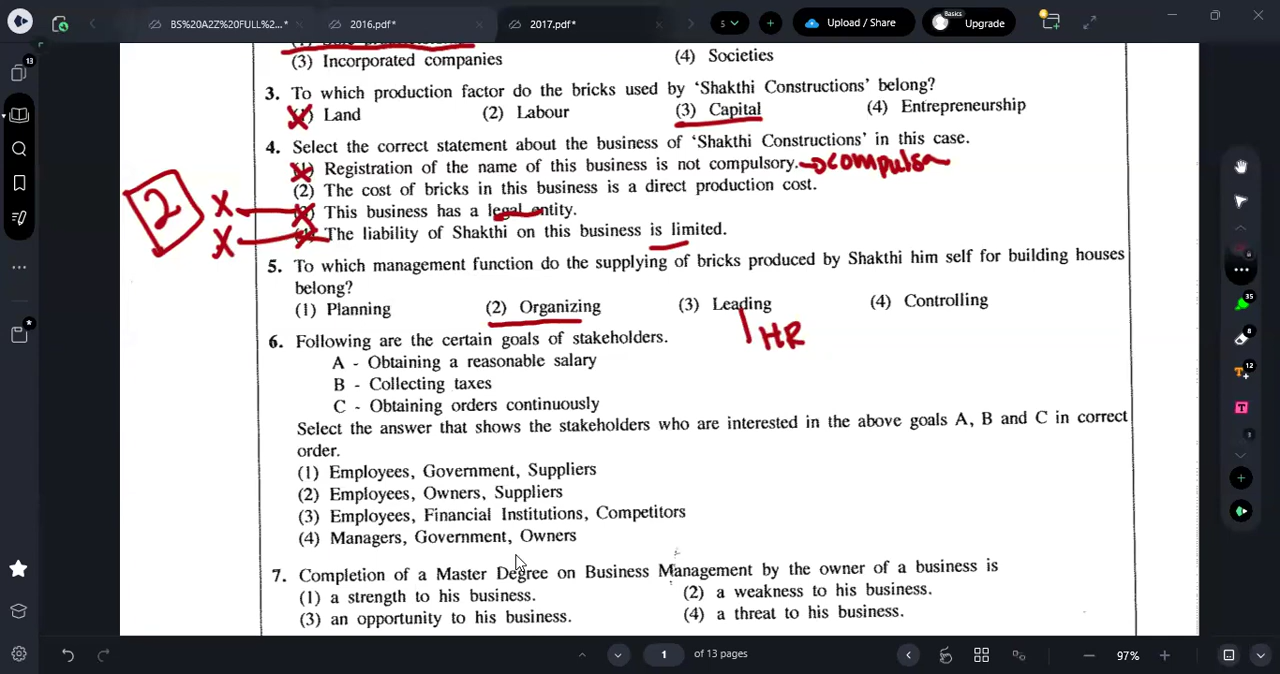 BS%20A2Z%20FULL%2...*
2016.pdf*
2017.pdf*
5
Upload / Share
Basics
Upgrade
13
(3) Incorporated companies (4) Societies
3. To which production factor do the bricks used by ‘Shakthi Constructions’ belong?
Land (2) Labour (3) Capital (4) Entrepreneurship
4. Select the correct statement about the business of ‘Shakthi Constructions’ in this case.
Registration of the name of this business is not compulsory. compulsa
(2) The cost of bricks in this business is a direct production cost.
2 X This business has a legal entity.
X The liability of Shakthi on this business is limited.
5. To which management function do the supplying of bricks produced by Shakthi him self for building houses
belong?
(1) Planning (2) Organizing (3) Leading (4) Controlling
HR
6. Following are the certain goals of stakeholders.
A - Obtaining a reasonable salary
B - Collecting taxes
C - Obtaining orders continuously
Select the answer that shows the stakeholders who are interested in the above goals A, B and C in correct
order.
(1) Employees, Government, Suppliers
(2) Employees, Owners, Suppliers
(3) Employees, Financial Institutions, Competitors
(4) Managers, Government, Owners
7. Completion of a Master Degree on Business Management by the owner of a business is
(1) a strength to his business. (2) a weakness to his business.
(3) an opportunity to his business. (4) a threat to his business.
35
8
12
1
1 of 13 pages
97%